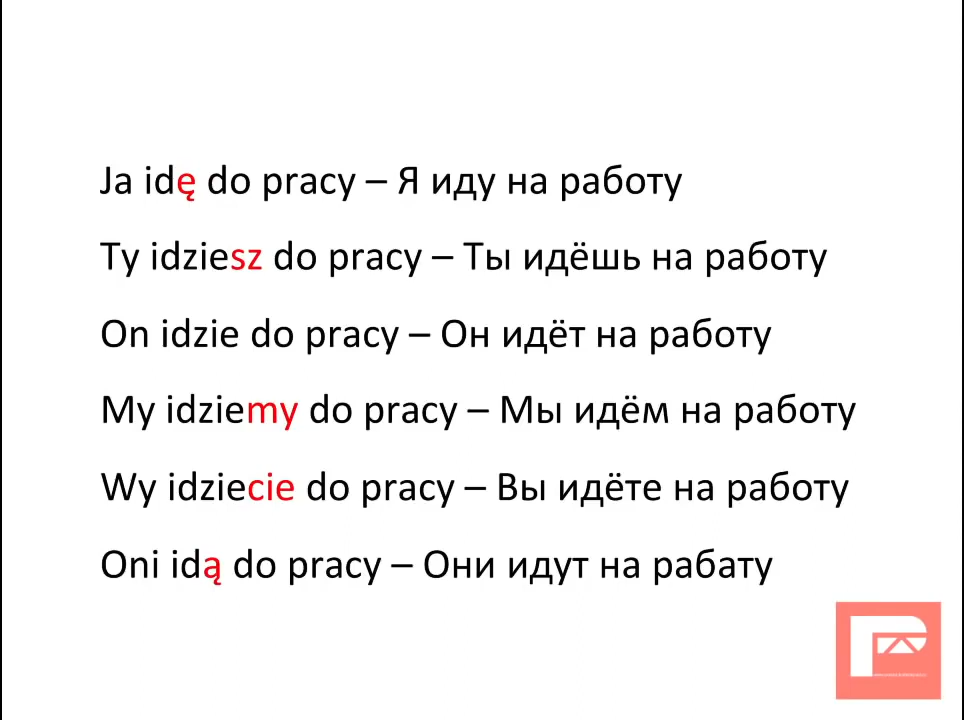 Ja idę do pracy – Я иду на работу
Ty idziesz do pracy – Ты идёшь на работу
On idzie do pracy – Он идёт на работу
My idziemy do pracy – Мы идём на работу
Wy idziecie do pracy – Вы идёте на работу
Oni idą do pracy – Они идут на рабату